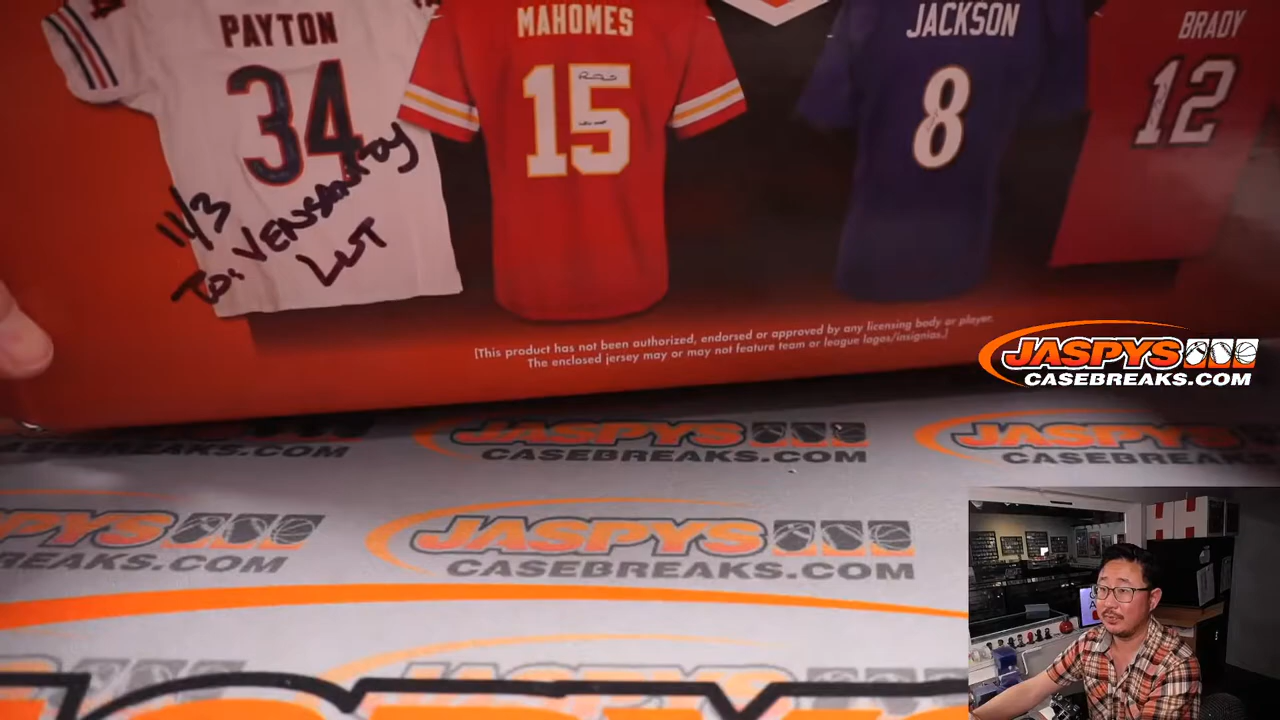 PAYTON
34
MAHOMES
15
JACKSON
8
BRADY
12
11/3
To:
LUT
[This product has not been authorized, endorsed or approved by any licensing body or player.
The enclosed jersey may or may not feature team or league logos/insignias.]
JASPYS
CASEBREAKS.COM
JASPYS
CASEBREAKS.COM
JASPYS
CASEBREAKS.COM
JASPYS
CASEBREAKS.COM